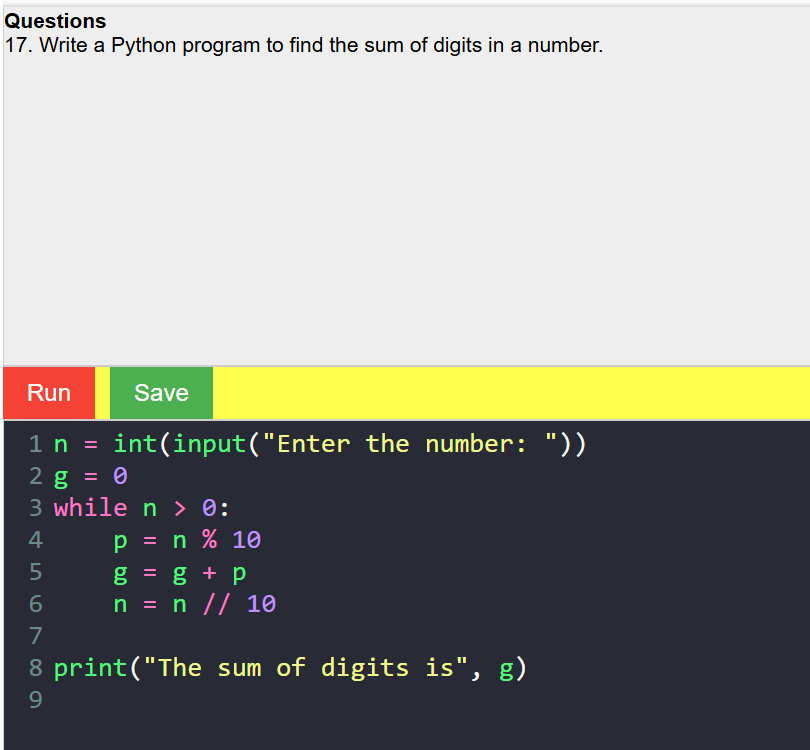 Questions
17. Write a Python program to find the sum of digits in a number.
Run Save
1 n = int(input("Enter the number: "))
2 g = 0
3 while n > 0:
4     p = n % 10
5     g = g + p
6     n = n // 10
7
8 print("The sum of digits is", g)
9